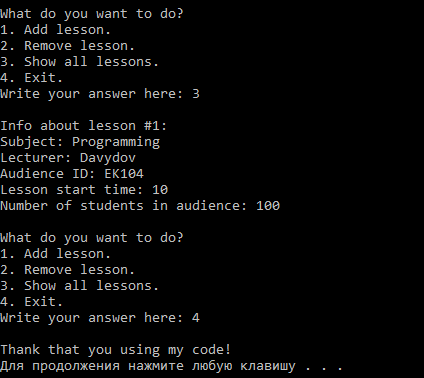 What do you want to do?
1. Add lesson.
2. Remove lesson.
3. Show all lessons.
4. Exit.
Write your answer here: 3
Info about lesson #1:
Subject: Programming
Lecturer: Davydov
Audience ID: EK104
Lesson start time: 10
Number of students in audience: 100
What do you want to do?
1. Add lesson.
2. Remove lesson.
3. Show all lessons.
4. Exit.
Write your answer here: 4
Thank that you using my code!
Для продолжения нажмите любую клавишу . . .